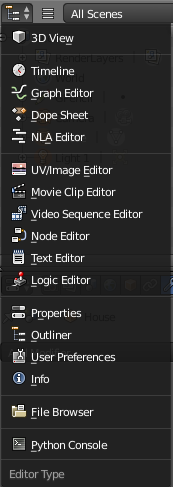 All Scenes
3D View
Timeline
Graph Editor
Dope Sheet
NLA Editor
UV/Image Editor
Movie Clip Editor
Video Sequence Editor
Node Editor
Text Editor
Logic Editor
Properties
Outliner
User Preferences
Info
File Browser
Python Console
Editor Type